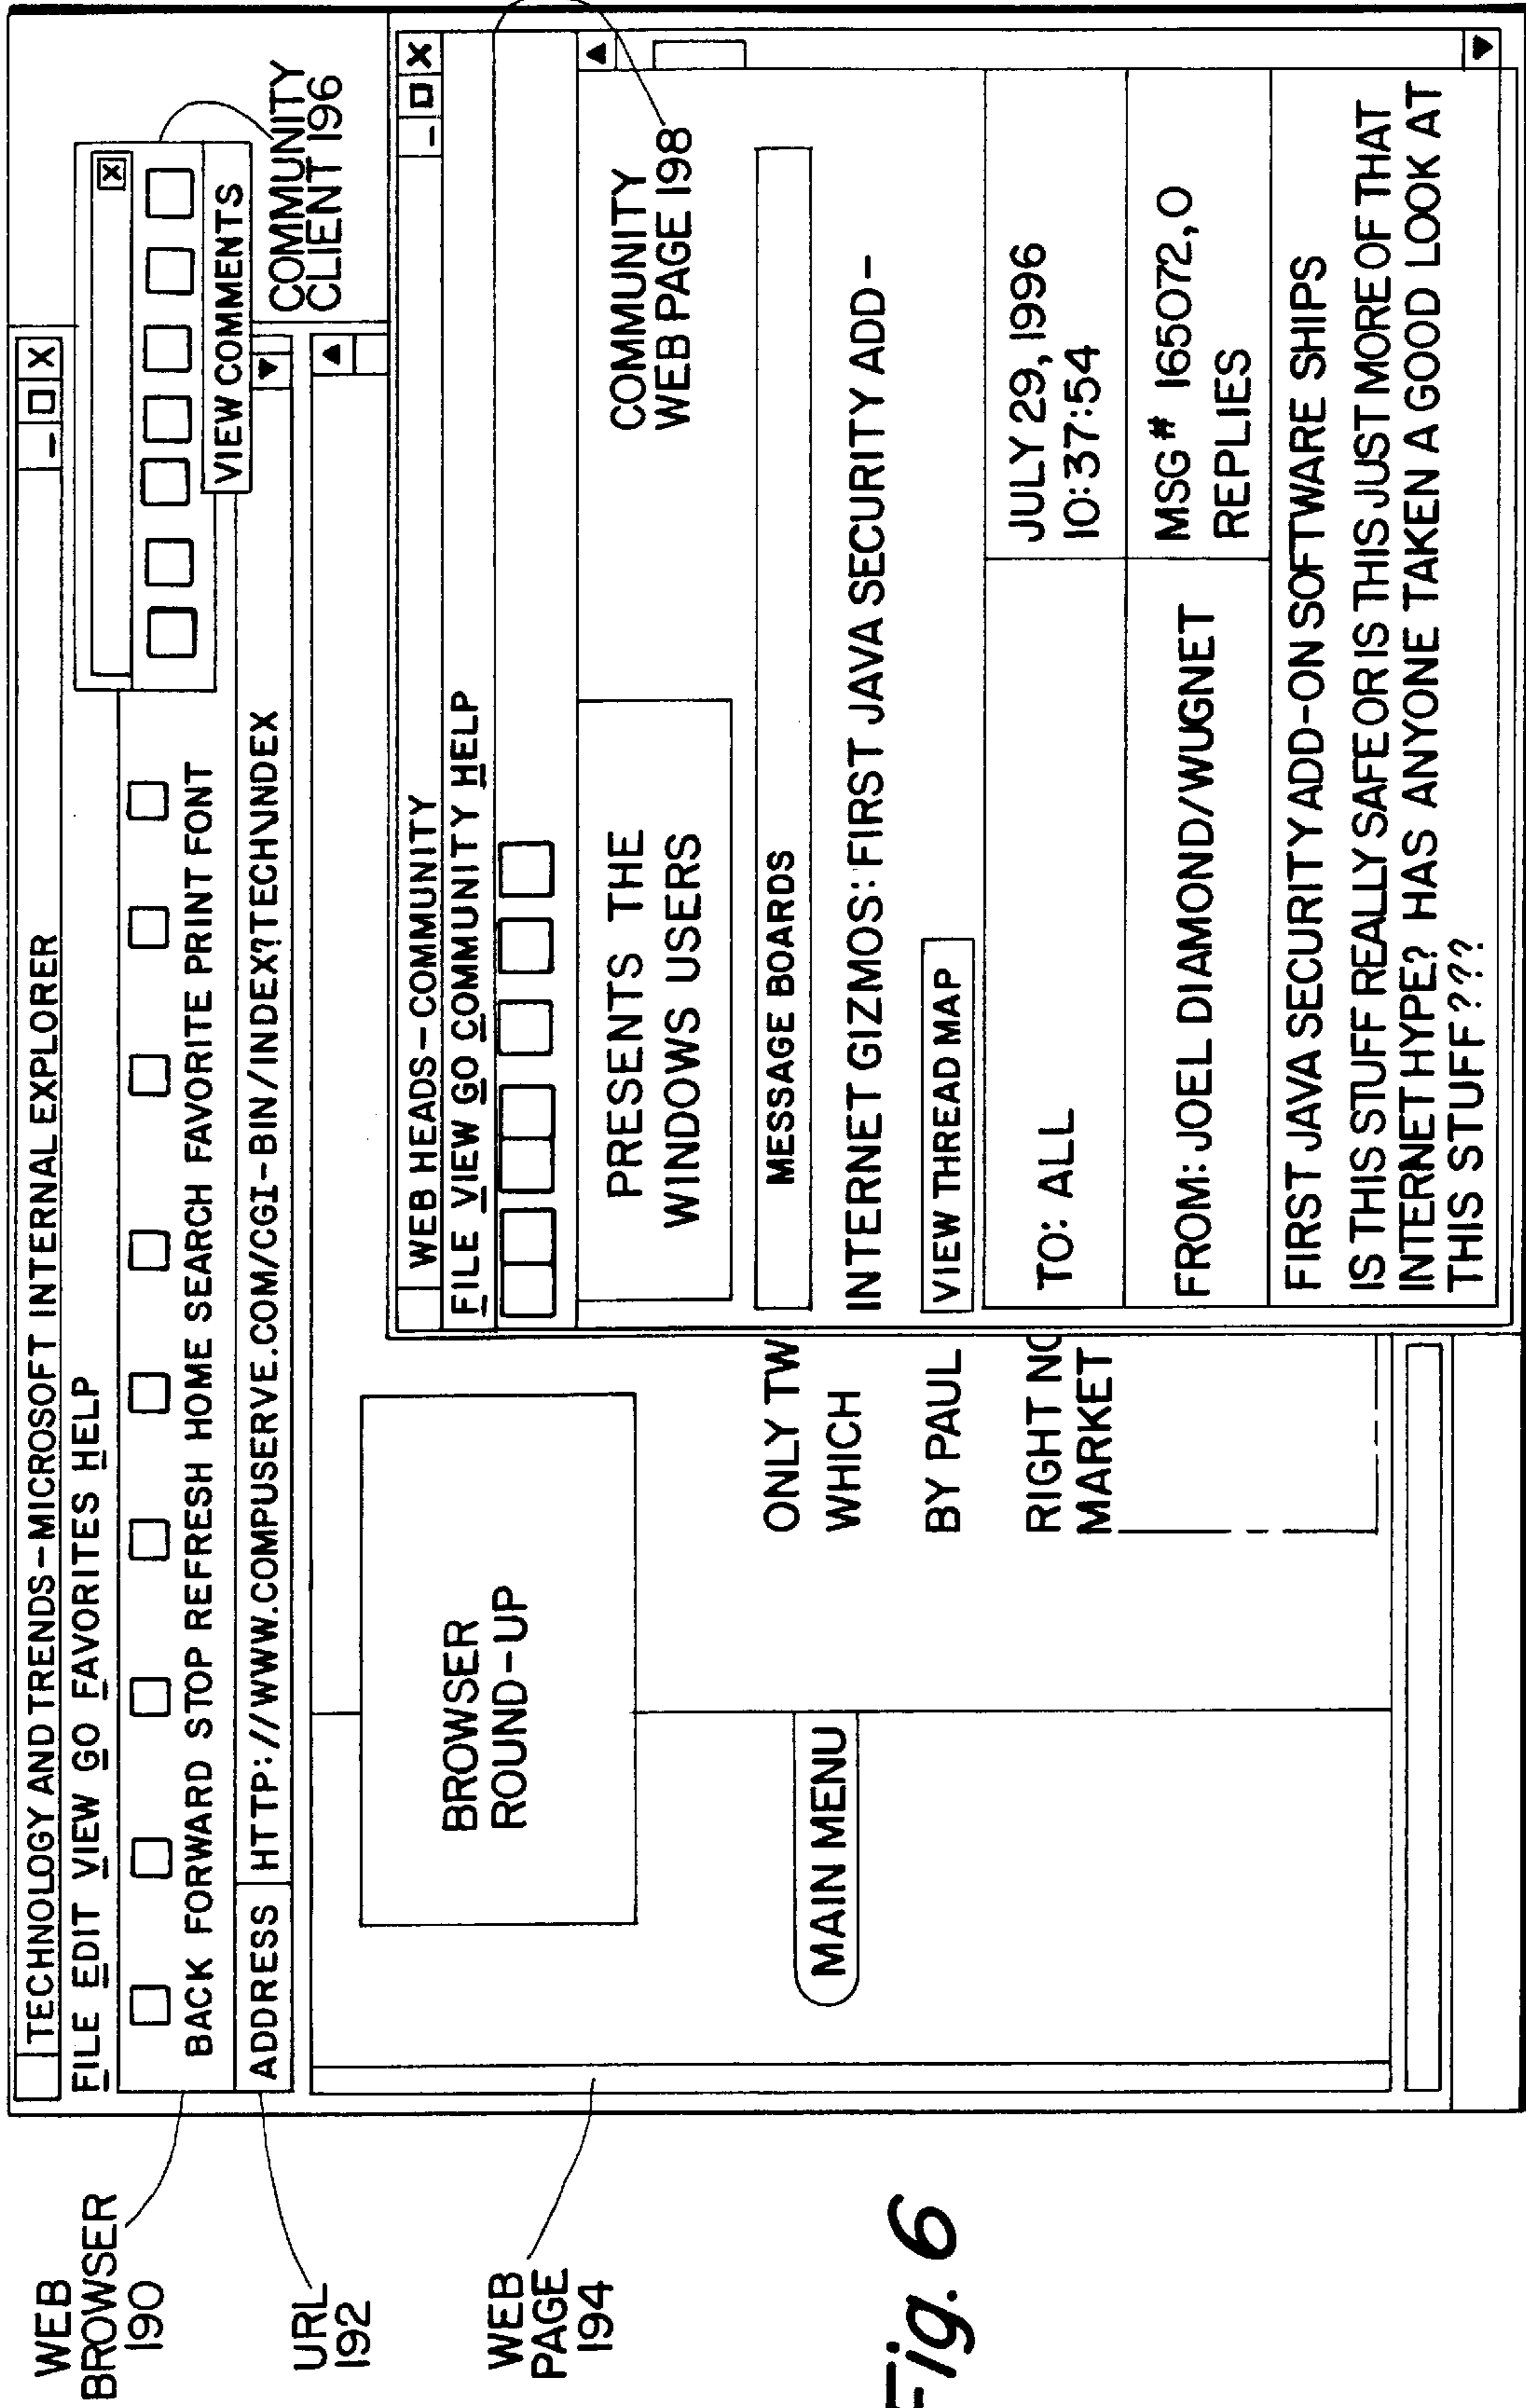 WEB
BROWSER
190
URL
192
WEB
PAGE
194
TECHNOLOGY AND TRENDS-MICROSOFT INTERNAL EXPLORER
_ □ X
FILE EDIT VIEW GO FAVORITES HELP
BACK FORWARD STOP REFRESH HOME SEARCH FAVORITE PRINT FONT
ADDRESS HTTP://WWW.COMPUSERVE.COM/CGI-BIN/INDEX?TECH\INDEX
X
VIEW COMMENTS
COMMUNITY
CLIENT 196
BROWSER
ROUND-UP
MAIN MENU
ONLY TW
WHICH
BY PAUL
RIGHT NO
MARKET
WEB HEADS-COMMUNITY
_ □ X
FILE VIEW GO COMMUNITY HELP
PRESENTS THE
WINDOWS USERS
COMMUNITY
WEB PAGE 198
MESSAGE BOARDS
INTERNET GIZMOS: FIRST JAVA SECURITY ADD-
VIEW THREAD MAP
TO: ALL
JULY 29, 1996
10:37:54
FROM: JOEL DIAMOND/WUGNET
MSG# 165072,0
REPLIES
FIRST JAVA SECURITY ADD-ON SOFTWARE SHIPS
IS THIS STUFF REALLY SAFE OR IS THIS JUST MORE OF THAT
INTERNET HYPE? HAS ANYONE TAKEN A GOOD LOOK AT
THIS STUFF???
Fig. 6